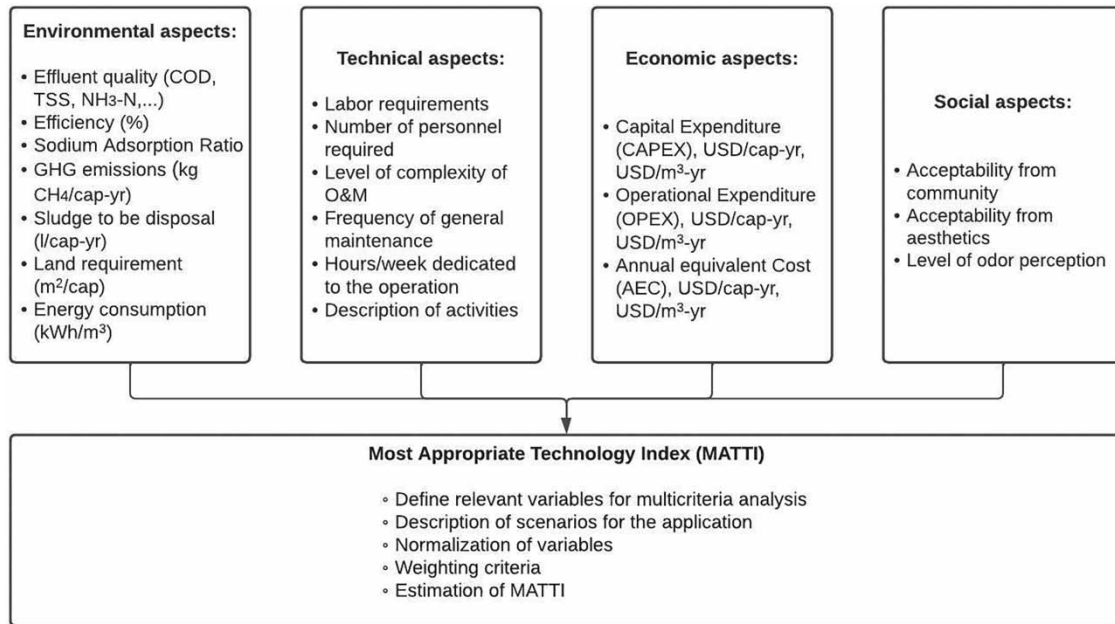 Environmental aspects:
• Effluent quality (COD,
TSS, NH3-N,...)
• Efficiency (%)
• Sodium Adsorption Ratio
• GHG emissions (kg
CH4/cap-yr)
• Sludge to be disposal
(l/cap-yr)
• Land requirement
(m²/cap)
• Energy consumption
(kWh/m³)
Technical aspects:
• Labor requirements
• Number of personnel
required
• Level of complexity of
O&M
• Frequency of general
maintenance
• Hours/week dedicated
to the operation
• Description of activities
Economic aspects:
• Capital Expenditure
(CAPEX), USD/cap-yr,
USD/m³-yr
• Operational Expenditure
(OPEX), USD/cap-yr,
USD/m³-yr
• Annual equivalent Cost
(AEC), USD/cap-yr,
USD/m³-yr
Social aspects:
• Acceptability from
community
• Acceptability from
aesthetics
• Level of odor perception
Most Appropriate Technology Index (MATTI)
◦ Define relevant variables for multicriteria analysis
◦ Description of scenarios for the application
◦ Normalization of variables
◦ Weighting criteria
◦ Estimation of MATTI